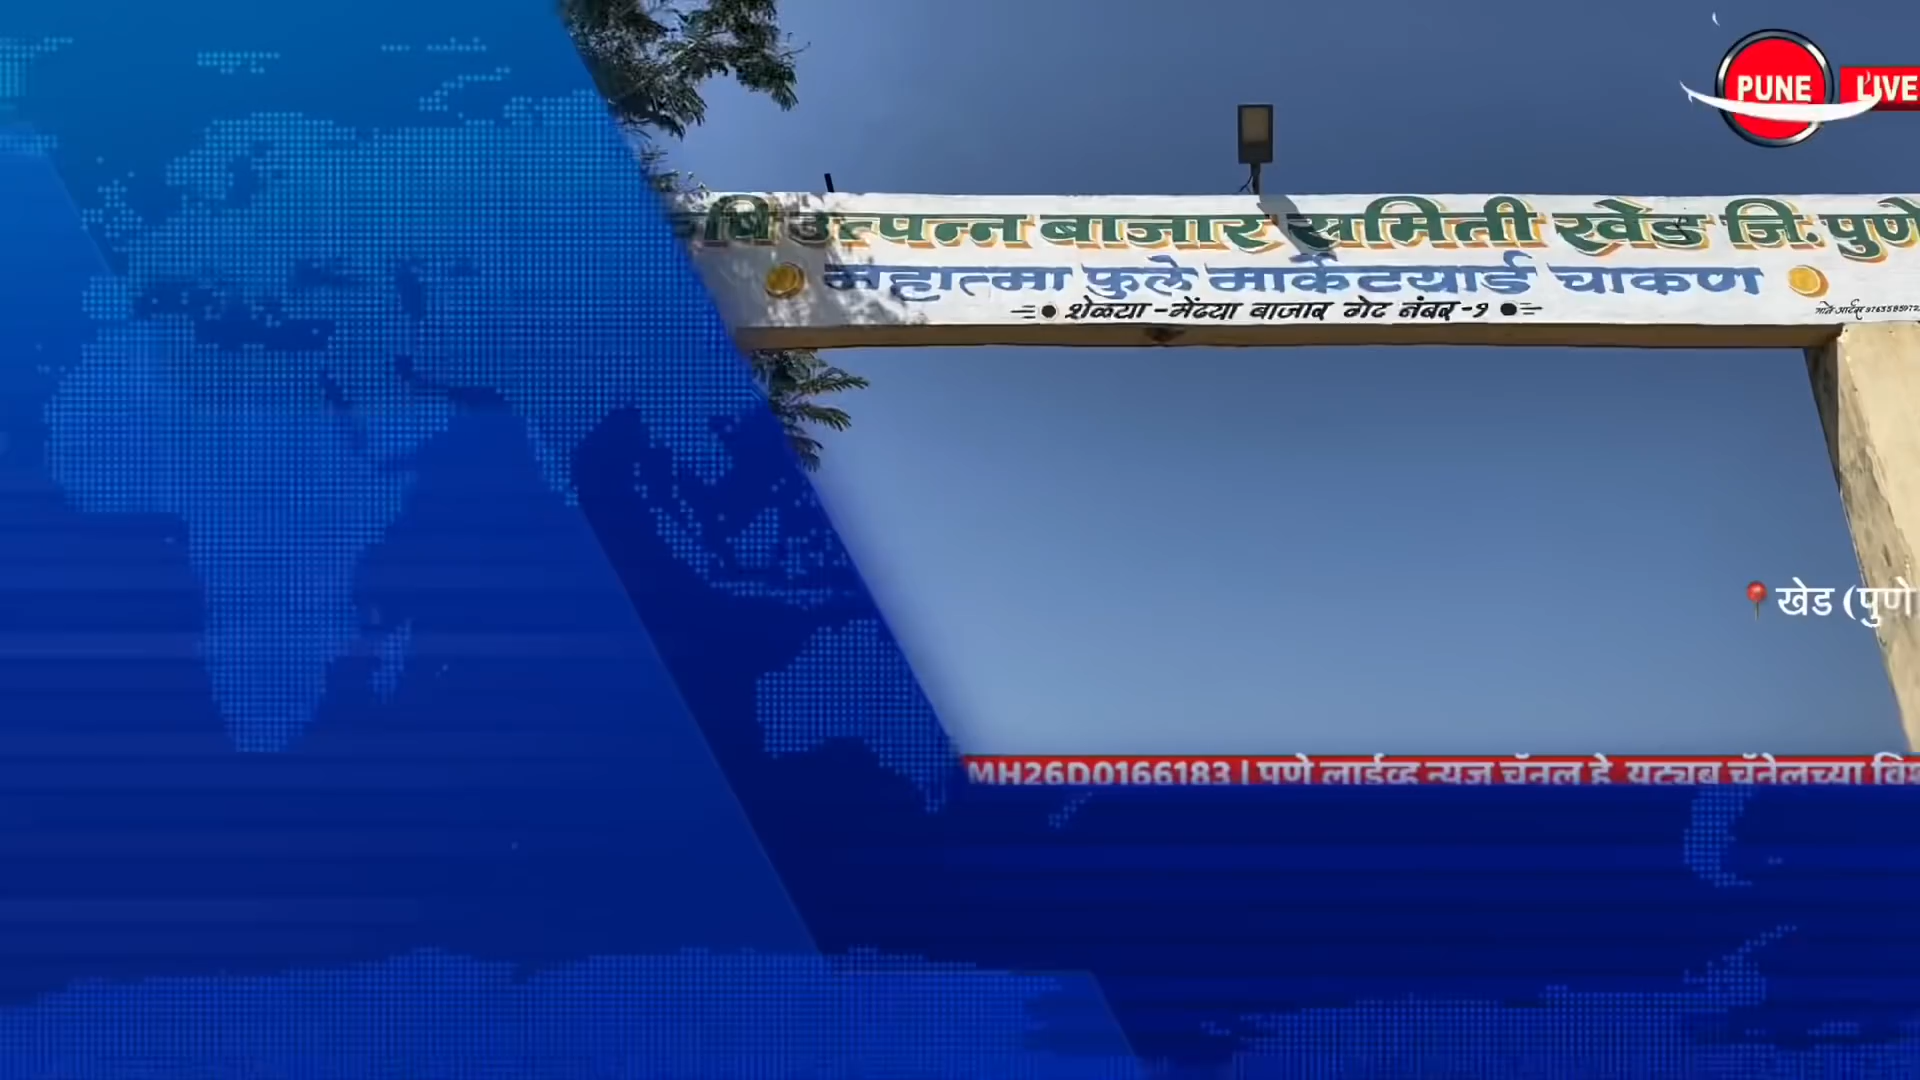 PUNE LIVE
उत्पन्न बाजार समिती खेड जि. पुणे
महात्मा फुले मार्केटयार्ड चाकण
शेळ्या-मेंढ्या बाजार गेट नंबर-१
खेड (पुणे
MH26D0166183 | पुणे लाईव्ह न्यूज चॅनल हे यूट्यूब चॅनेलच्या